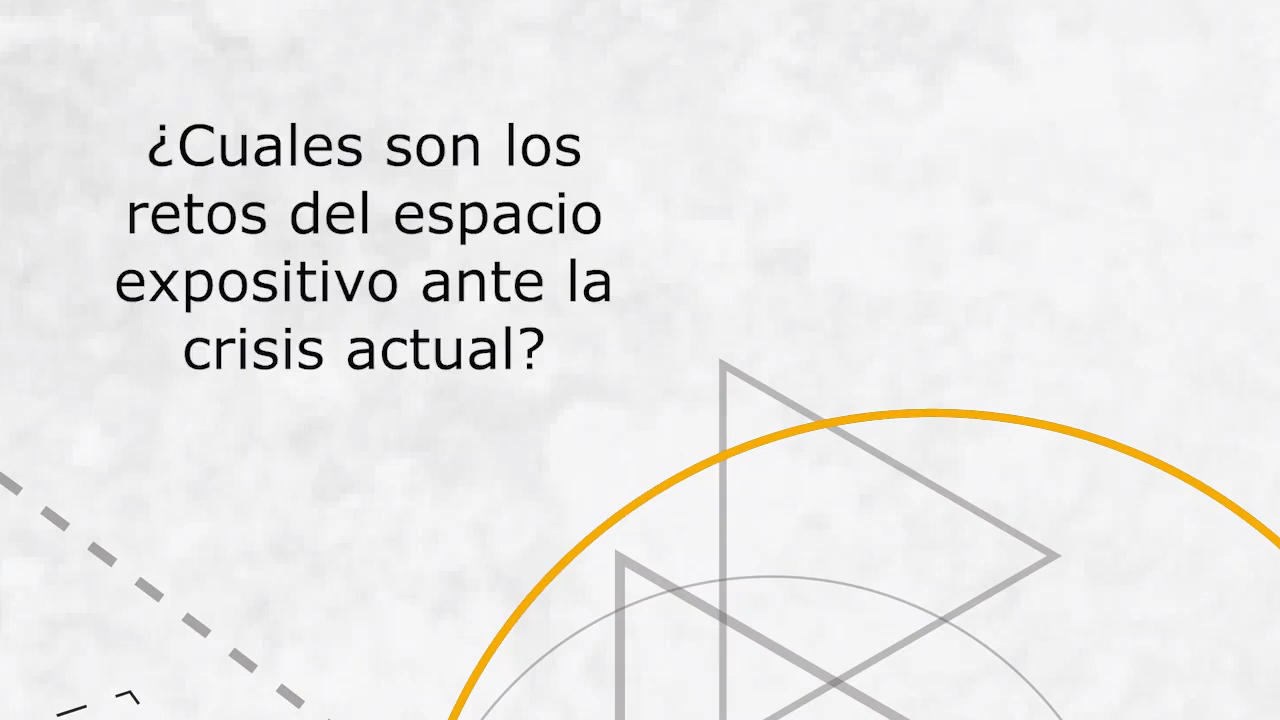 ¿Cuales son los
retos del espacio
expositivo ante la
crisis actual?